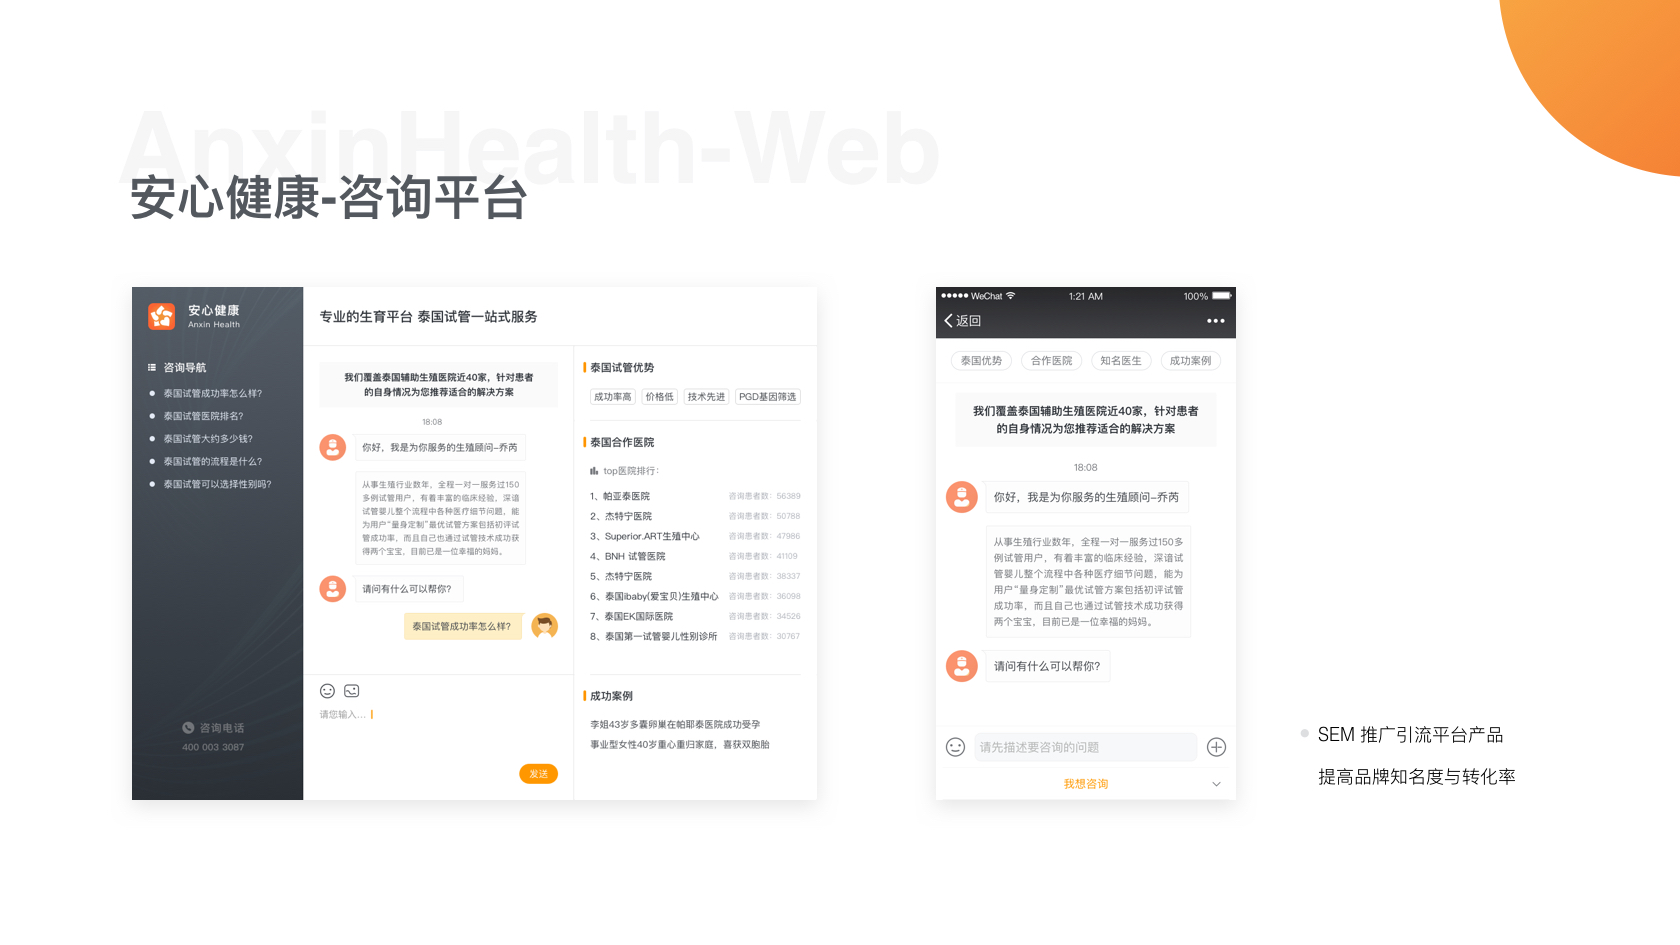 AnxinHealth-Web
安心健康-咨询平台
安心健康
Anxin Health
咨询导航
泰国试管成功率怎么样?
泰国试管医院排名?
泰国试管大约多少钱?
泰国试管的流程是什么?
泰国试管可以选择性别吗?
咨询电话
400 003 3087
专业的生育平台 泰国试管一站式服务
我们覆盖泰国辅助生殖医院近40家，针对患者
的自身情况为您推荐适合的解决方案
18:08
你好，我是为你服务的生殖顾问-乔芮
从事生殖行业数年，全程一对一服务过150
多例试管用户，有着丰富的临床经验，深谙
试管婴儿整个流程中各种医疗细节问题，能
为用户“量身定制”最优试管方案包括初评试
管成功率，而且自己也通过试管技术成功获
得两个宝宝，目前已是一位幸福的妈妈。
请问有什么可以帮你?
泰国试管成功率怎么样?
请您输入...
发送
泰国试管优势
成功率高 价格低 技术先进 PGD基因筛选
泰国合作医院
top医院排行：
1、帕亚泰医院 咨询患者数：56389
2、杰特宁医院 咨询患者数：50788
3、Superior.ART生殖中心 咨询患者数：47986
4、BNH 试管医院 咨询患者数：41109
5、杰特宁医院 咨询患者数：38337
6、泰国ibaby(爱宝贝)生殖中心 咨询患者数：36098
7、泰国EK国际医院 咨询患者数：34526
8、泰国第一试管婴儿性别诊所 咨询患者数：30767
成功案例
李姐43岁多囊卵巢在帕耶泰医院成功受孕
事业型女性40岁重心重归家庭，喜获双胞胎
WeChat 1:21 AM 100%
返回
泰国优势 合作医院 知名医生 成功案例
我们覆盖泰国辅助生殖医院近40家，针对患者
的自身情况为您推荐适合的解决方案
18:08
你好，我是为你服务的生殖顾问-乔芮
从事生殖行业数年，全程一对一服务过150多
例试管用户，有着丰富的临床经验，深谙试
管婴儿整个流程中各种医疗细节问题，能为
用户“量身定制”最优试管方案包括初评试管
成功率，而且自己也通过试管技术成功获得
两个宝宝，目前已是一位幸福的妈妈。
请问有什么可以帮你?
请先描述要咨询的问题
我想咨询
SEM 推广引流平台产品
提高品牌知名度与转化率